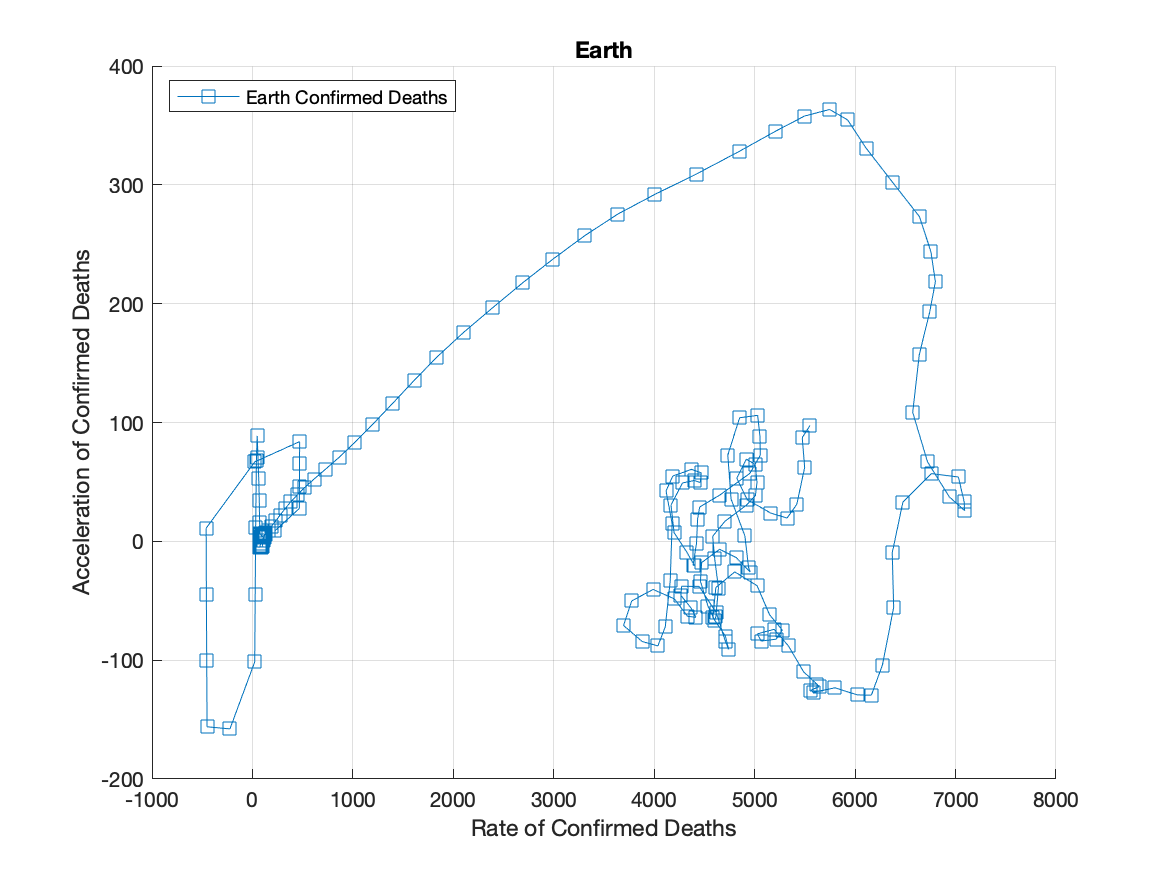 Earth
Earth Confirmed Deaths
400
300
200
100
0
-100
-200
Acceleration of Confirmed Deaths
-1000 0 1000 2000 3000 4000 5000 6000 7000 8000
Rate of Confirmed Deaths